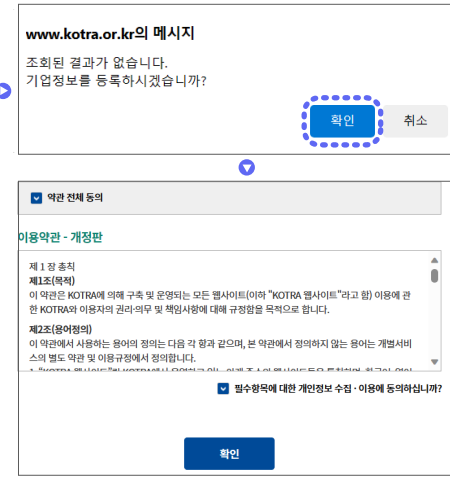 www.kotra.or.kr의 메시지
조회된 결과가 없습니다.
기업정보를 등록하시겠습니까?
확인 취소
약관 전체 동의
이용약관 - 개정판
제 1 장 총칙
제1조(목적)
이 약관은 KOTRA에 의해 구축 및 운영되는 모든 웹사이트(이하 "KOTRA 웹사이트"라고 함) 이용에 관
한 KOTRA와 이용자의 권리·의무 및 책임사항에 대해 규정함을 목적으로 합니다.
제2조(용어정의)
이 약관에서 사용하는 용어의 정의는 다음 각 항과 같으며, 본 약관에서 정의하지 않는 용어는 개별서비
스의 별도 약관 및 이용규정에서 정의합니다.
필수항목에 대한 개인정보 수집 · 이용에 동의하십니까?
확인